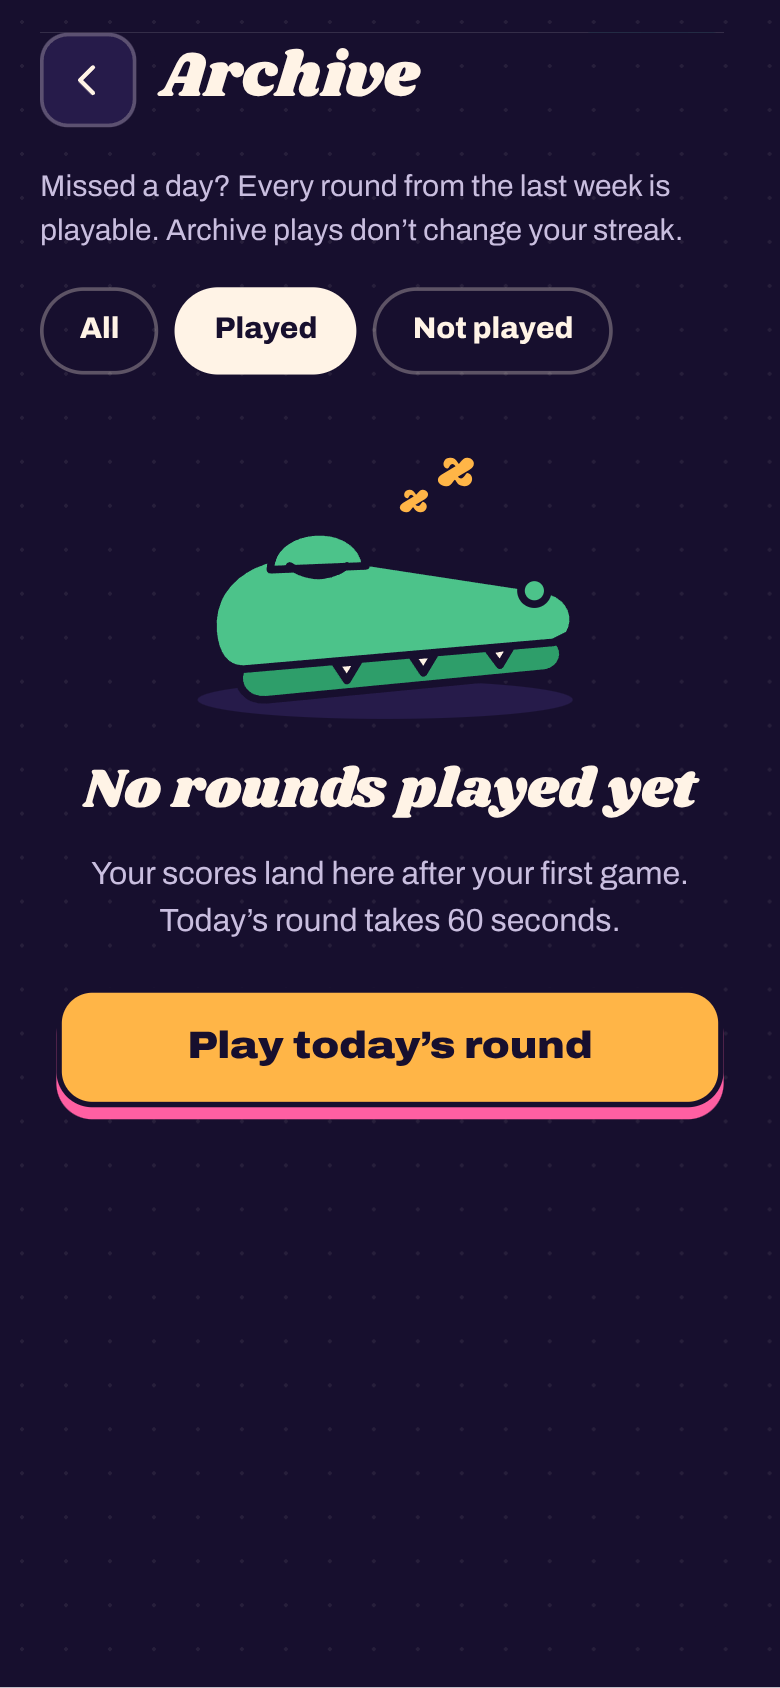 Archive
Missed a day? Every round from the last week is
playable. Archive plays don’t change your streak.
All
Played
Not played
z
z
No rounds played yet
Your scores land here after your first game.
Today’s round takes 60 seconds.
Play today’s round